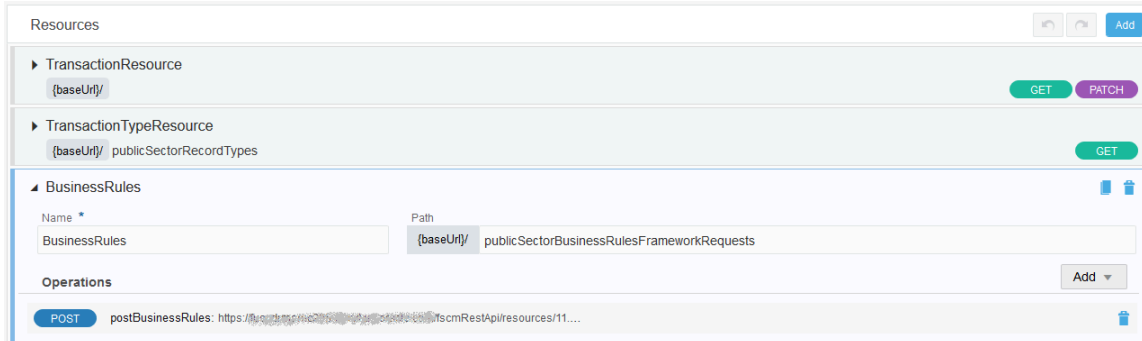 Resources
Add
TransactionResource
{baseUrl}/
GET PATCH
TransactionTypeResource
{baseUrl}/ publicSectorRecordTypes
GET
BusinessRules
Name * Path
BusinessRules {baseUrl}/ publicSectorBusinessRulesFrameworkRequests
Operations Add
POST postBusinessRules: https:// /fscmRestApi/resources/11....